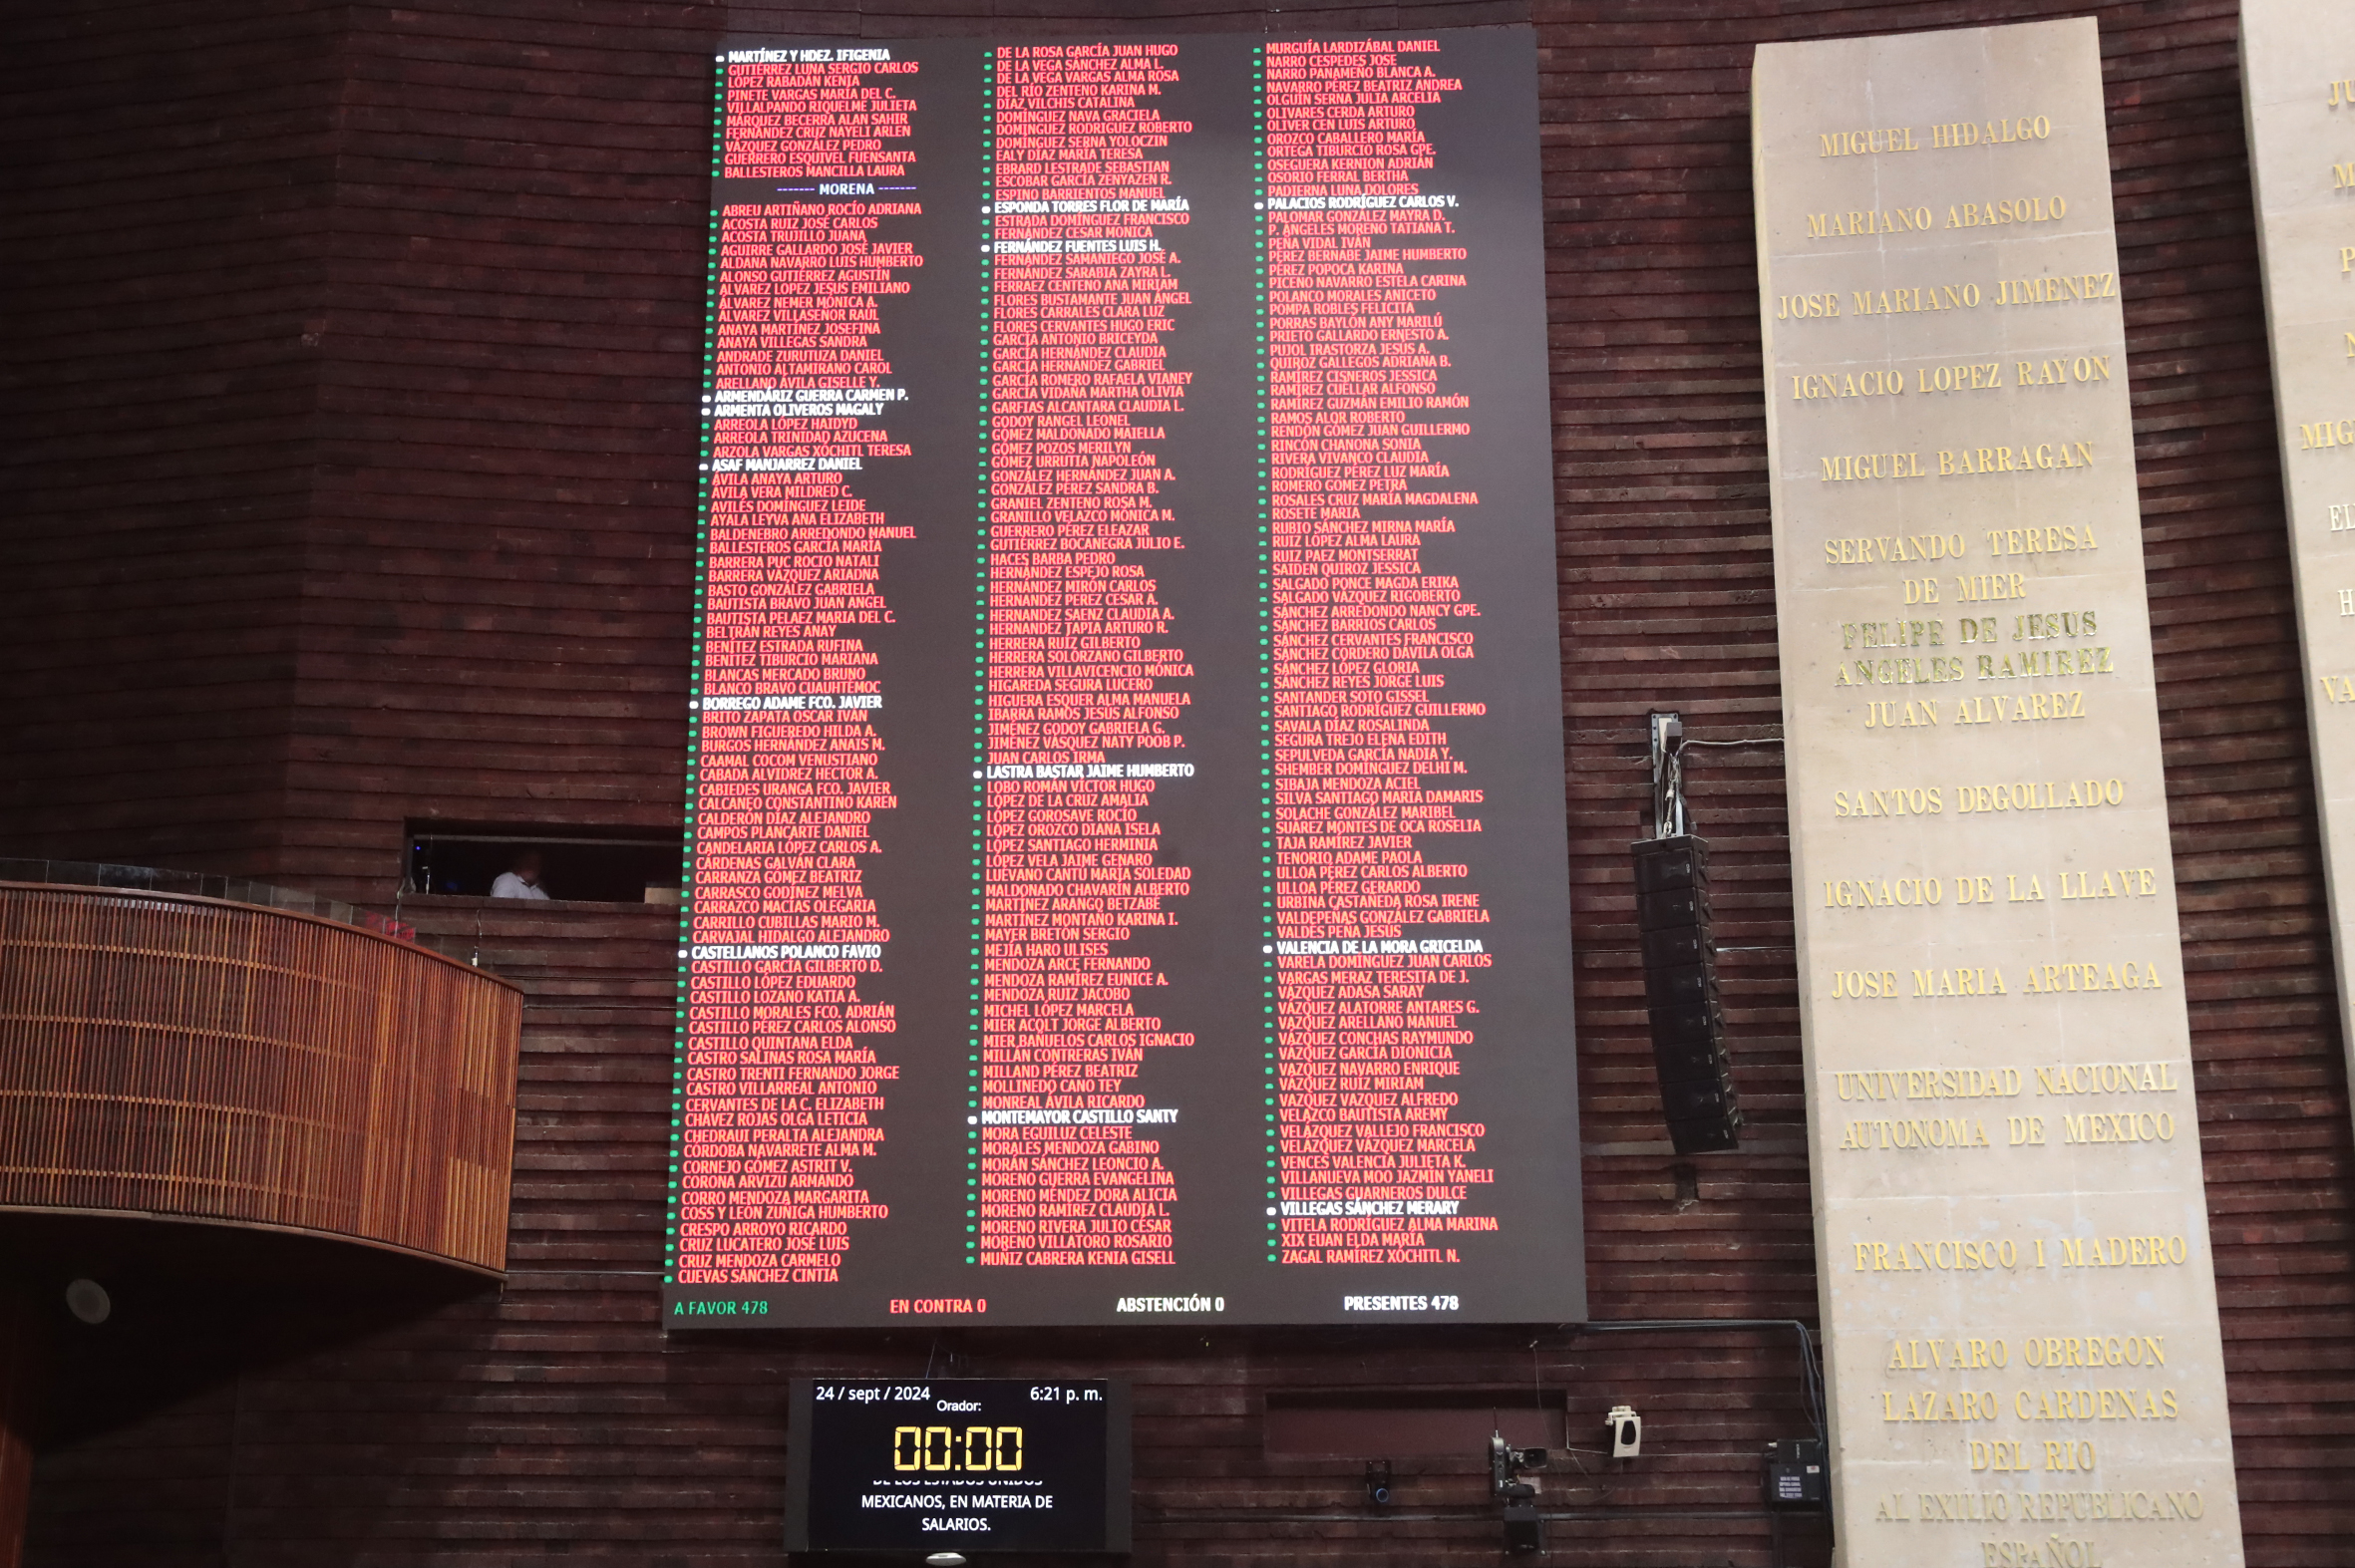 MARTÍNEZ Y HDEZ. IFIGENIA
GUTIÉRREZ LUNA SERGIO CARLOS
LÓPEZ RABADÁN KENIA
PINETE VARGAS MARÍA DEL C.
VILLALPANDO RIQUELME JULIETA
MÁRQUEZ BECERRA ALAN SAHIR
FERNÁNDEZ CRUZ NAYELI ARLEN
VÁZQUEZ GONZÁLEZ PEDRO
GUERRERO ESQUIVEL FUENSANTA
BALLESTEROS MANCILLA LAURA
------- MORENA -------
ABREU ARTIÑANO ROCÍO ADRIANA
ACOSTA RUIZ JOSÉ CARLOS
ACOSTA TRUJILLO JUANA
AGUIRRE GALLARDO JOSÉ JAVIER
ALDANA NAVARRO LUIS HUMBERTO
ALONSO GUTIÉRREZ AGUSTÍN
ÁLVAREZ LÓPEZ JESÚS EMILIANO
ÁLVAREZ NEMER MÓNICA A.
ÁLVAREZ VILLASEÑOR RAÚL
ANAYA MARTÍNEZ JOSEFINA
ANAYA VILLEGAS SANDRA
ANDRADE ZURUTUZA DANIEL
ANTONIO ALTAMIRANO CAROL
ARELLANO ÁVILA GISELLE Y.
ARMENDÁRIZ GUERRA CARMEN P.
ARMENTA OLIVEROS MAGALY
ARREOLA LÓPEZ HAIDYD
ARREOLA TRINIDAD AZUCENA
ARZOLA VARGAS XÓCHITL TERESA
ASAF MANJARREZ DANIEL
ÁVILA ANAYA ARTURO
ÁVILA VERA MILDRED C.
AVILÉS DOMÍNGUEZ LEIDE
AYALA LEYVA ANA ELIZABETH
BALDENEBRO ARREDONDO MANUEL
BALLESTEROS GARCÍA MARÍA
BARRERA PUC ROCÍO NATALI
BARRERA VÁZQUEZ ARIADNA
BASTO GONZÁLEZ GABRIELA
BAUTISTA BRAVO JUAN ÁNGEL
BAUTISTA PELÁEZ MARÍA DEL C.
BELTRÁN REYES ANAY
BENÍTEZ ESTRADA RUFINA
BENÍTEZ TIBURCIO MARIANA
BLANCAS MERCADO BRUNO
BLANCO BRAVO CUAUHTÉMOC
BORREGO ADAME FCO. JAVIER
BRITO ZAPATA OSCAR IVÁN
BROWN FIGUEREDO HILDA A.
BURGOS HERNÁNDEZ ANAÍS M.
CAAMAL COCOM VENUSTIANO
CABADA ALVIDREZ HÉCTOR A.
CABIEDES URANGA FCO. JAVIER
CALCÁNEO CONSTANTINO KAREN
CALDERÓN DÍAZ ALEJANDRO
CAMPOS PLANCARTE DANIEL
CANDELARIA LÓPEZ CARLOS A.
CÁRDENAS GALVÁN CLARA
CARRANZA GÓMEZ BEATRIZ
CARRASCO GODÍNEZ MELVA
CARRAZCO MACÍAS OLEGARIA
CARRILLO CUBILLAS MARIO M.
CARVAJAL HIDALGO ALEJANDRO
CASTELLANOS POLANCO FAVIO
CASTILLO GARCÍA GILBERTO D.
CASTILLO LÓPEZ EDUARDO
CASTILLO LOZANO KATIA A.
CASTILLO MORALES FCO. ADRIÁN
CASTILLO PÉREZ CARLOS ALONSO
CASTILLO QUINTANA ELDA
CASTRO SALINAS ROSA MARÍA
CASTRO TRENTI FERNANDO JORGE
CASTRO VILLARREAL ANTONIO
CERVANTES DE LA C. ELIZABETH
CHÁVEZ ROJAS OLGA LETICIA
CHEDRAUI PERALTA ALEJANDRA
CÓRDOBA NAVARRETE ALMA M.
CORNEJO GÓMEZ ASTRIT V.
CORONA ARVIZU ARMANDO
CORRO MENDOZA MARGARITA
COSS Y LEÓN ZÚÑIGA HUMBERTO
CRESPO ARROYO RICARDO
CRUZ LUCATERO JOSÉ LUIS
CRUZ MENDOZA CARMELO
CUEVAS SÁNCHEZ CINTIA
DE LA ROSA GARCÍA JUAN HUGO
DE LA VEGA SÁNCHEZ ALMA L.
DE LA VEGA VARGAS ALMA ROSA
DEL RÍO ZENTENO KARINA M.
DÍAZ VILCHIS CATALINA
DOMÍNGUEZ NAVA GRACIELA
DOMÍNGUEZ RODRÍGUEZ ROBERTO
DOMÍNGUEZ SERNA YOLOCZIN
EALY DÍAZ MARÍA TERESA
EBRARD LESTRADE SEBASTIAN
ESCOBAR GARCÍA ZENYAZEN R.
ESPINO BARRIENTOS MANUEL
ESPONDA TORRES FLOR DE MARÍA
ESTRADA DOMÍNGUEZ FRANCISCO
FERNÁNDEZ CÉSAR MÓNICA
FERNÁNDEZ FUENTES LUIS H.
FERNÁNDEZ SAMANIEGO JOSÉ A.
FERNÁNDEZ SARABIA ZAYRA L.
FERRÁEZ CENTENO ANA MIRIAM
FLORES BUSTAMANTE JUAN ÁNGEL
FLORES CARRALES CLARA LUZ
FLORES CERVANTES HUGO ERIC
GARCÍA ANTONIO BRICEYDA
GARCÍA HERNÁNDEZ CLAUDIA
GARCÍA HERNÁNDEZ GABRIEL
GARCÍA ROMERO RAFAELA VIANEY
GARCÍA VIDAÑA MARTHA OLIVIA
GARFIAS ALCÁNTARA CLAUDIA L.
GODOY RANGEL LEONEL
GÓMEZ MALDONADO MAIELLA
GÓMEZ POZOS MERILYN
GÓMEZ URRUTIA NAPOLEÓN
GONZÁLEZ HERNÁNDEZ JUAN A.
GONZÁLEZ PÉREZ SANDRA B.
GRANIEL ZENTENO ROSA M.
GRANILLO VELAZCO MÓNICA M.
GUERRERO PÉREZ ELEAZAR
GUTIÉRREZ BOCANEGRA JULIO E.
HACES BARBA PEDRO
HERNÁNDEZ ESPEJO ROSA
HERNÁNDEZ MIRÓN CARLOS
HERNÁNDEZ PÉREZ CÉSAR A.
HERNÁNDEZ SÁENZ CLAUDIA A.
HERNÁNDEZ TAPIA ARTURO R.
HERRERA RUÍZ GILBERTO
HERRERA SOLÓRZANO GILBERTO
HERRERA VILLAVICENCIO MÓNICA
HIGAREDA SEGURA LUCERO
HIGUERA ESQUER ALMA MANUELA
IBARRA RAMOS JESÚS ALFONSO
JIMÉNEZ GODOY GABRIELA G.
JIMÉNEZ VÁSQUEZ NATY POOB P.
JUAN CARLOS IRMA
LASTRA BASTAR JAIME HUMBERTO
LOBO ROMÁN VÍCTOR HUGO
LÓPEZ DE LA CRUZ AMALIA
LÓPEZ GOROSAVE ROCÍO
LÓPEZ OROZCO DIANA ISELA
LÓPEZ SANTIAGO HERMINIA
LÓPEZ VELA JAIME GENARO
LUÉVANO CANTÚ MARÍA SOLEDAD
MALDONADO CHAVARÍN ALBERTO
MARTÍNEZ ARANGO BETZABÉ
MARTÍNEZ MONTAÑO KARINA I.
MAYER BRETÓN SERGIO
MEJÍA HARO ULISES
MENDOZA ARCE FERNANDO
MENDOZA RAMÍREZ EUNICE A.
MENDOZA RUIZ JACOBO
MICHEL LÓPEZ MARCELA
MIER ACOLT JORGE ALBERTO
MIER BAÑUELOS CARLOS IGNACIO
MILLÁN CONTRERAS IVÁN
MILLAND PÉREZ BEATRIZ
MOLLINEDO CANO TEY
MONREAL ÁVILA RICARDO
MONTEMAYOR CASTILLO SANTY
MORA EGUILUZ CELESTE
MORALES MENDOZA GABINO
MORÁN SÁNCHEZ LEONCIO A.
MORENO GUERRA EVANGELINA
MORENO MÉNDEZ DORA ALICIA
MORENO RAMÍREZ CLAUDIA L.
MORENO RIVERA JULIO CÉSAR
MORENO VILLATORO ROSARIO
MUÑIZ CABRERA KENIA GISELL
MURGUÍA LARDIZÁBAL DANIEL
NARRO CÉSPEDES JOSÉ
NARRO PANAMEÑO BLANCA A.
NAVARRO PÉREZ BEATRIZ ANDREA
OLGUÍN SERNA JULIA ARCELIA
OLIVARES CERDA ARTURO
OLIVER CEN LUIS ARTURO
OROZCO CABALLERO MARÍA
ORTEGA TIBURCIO ROSA GPE.
OSEGUERA KERNION ADRIÁN
OSORIO FERRAL BERTHA
PADIERNA LUNA DOLORES
PALACIOS RODRÍGUEZ CARLOS V.
PALOMAR GONZÁLEZ MAYRA D.
P. ÁNGELES MORENO TATIANA T.
PEÑA VIDAL IVÁN
PÉREZ BERNABE JAIME HUMBERTO
PÉREZ POPOCA KARINA
PICENO NAVARRO ESTELA CARINA
POLANCO MORALES ANICETO
POMPA ROBLES FELICITA
PORRAS BAYLÓN ANY MARILÚ
PRIETO GALLARDO ERNESTO A.
PUJOL IRASTORZA JESÚS A.
QUIROZ GALLEGOS ADRIANA B.
RAMÍREZ CISNEROS JESSICA
RAMÍREZ CUÉLLAR ALFONSO
RAMÍREZ GUZMÁN EMILIO RAMÓN
RAMOS ALOR ROBERTO
RENDÓN GÓMEZ JUAN GUILLERMO
RINCÓN CHANONA SONIA
RIVERA VIVANCO CLAUDIA
RODRÍGUEZ PÉREZ LUZ MARÍA
ROMERO GÓMEZ PETRA
ROSALES CRUZ MARÍA MAGDALENA
ROSETE MARÍA
RUBIO SÁNCHEZ MIRNA MARÍA
RUIZ LÓPEZ ALMA LAURA
RUIZ PÁEZ MONTSERRAT
SAIDEN QUIROZ JESSICA
SALGADO PONCE MAGDA ERIKA
SALGADO VÁZQUEZ RIGOBERTO
SÁNCHEZ ARREDONDO NANCY GPE.
SÁNCHEZ BARRIOS CARLOS
SÁNCHEZ CERVANTES FRANCISCO
SÁNCHEZ CORDERO DÁVILA OLGA
SÁNCHEZ LÓPEZ GLORIA
SÁNCHEZ REYES JORGE LUIS
SANTANDER SOTO GISSEL
SANTIAGO RODRÍGUEZ GUILLERMO
SAVALA DÍAZ ROSALINDA
SEGURA TREJO ELENA EDITH
SEPÚLVEDA GARCÍA NADIA Y.
SHEMBER DOMÍNGUEZ DELHI M.
SIBAJA MENDOZA ACIEL
SILVA SANTIAGO MARÍA DAMARIS
SOLACHE GONZÁLEZ MARIBEL
SUÁREZ MONTES DE OCA ROSELIA
TAJA RAMÍREZ JAVIER
TENORIO ADAME PAOLA
ULLOA PÉREZ CARLOS ALBERTO
ULLOA PÉREZ GERARDO
URBINA CASTAÑEDA ROSA IRENE
VALDEPEÑAS GONZÁLEZ GABRIELA
VALDÉS PEÑA JESÚS
VALENCIA DE LA MORA GRICELDA
VARELA DOMÍNGUEZ JUAN CARLOS
VARGAS MERAZ TERESITA DE J.
VÁZQUEZ ADASA SARAY
VÁZQUEZ ALATORRE ANTARES G.
VÁZQUEZ ARELLANO MANUEL
VÁZQUEZ CONCHAS RAYMUNDO
VÁZQUEZ GARCÍA DIONICIA
VÁZQUEZ NAVARRO ENRIQUE
VÁZQUEZ RUIZ MIRIAM
VÁZQUEZ VÁZQUEZ ALFREDO
VELAZCO BAUTISTA AREMY
VELÁZQUEZ VALLEJO FRANCISCO
VELÁZQUEZ VÁZQUEZ MARCELA
VENCES VALENCIA JULIETA K.
VILLANUEVA MOO JAZMÍN YANELI
VILLEGAS GUARNEROS DULCE
VILLEGAS SÁNCHEZ MERARY
VITELA RODRÍGUEZ ALMA MARINA
XIX EUAN ELDA MARÍA
ZAGAL RAMÍREZ XÓCHITL N.
A FAVOR 478 EN CONTRA 0 ABSTENCIÓN 0 PRESENTES 478
24 / sept / 2024 6:21 p. m.
Orador:
00:00
DE LOS ESTADOS UNIDOS
MEXICANOS, EN MATERIA DE
SALARIOS.
MIGUEL HIDALGO
MARIANO ABASOLO
JOSE MARIANO JIMENEZ
IGNACIO LOPEZ RAYON
MIGUEL BARRAGAN
SERVANDO TERESA
DE MIER
FELIPE DE JESUS
ANGELES RAMIREZ
JUAN ALVAREZ
SANTOS DEGOLLADO
IGNACIO DE LA LLAVE
JOSE MARIA ARTEAGA
UNIVERSIDAD NACIONAL
AUTONOMA DE MEXICO
FRANCISCO I MADERO
ALVARO OBREGON
LAZARO CARDENAS
DEL RIO
AL EXILIO REPUBLICANO
ESPAÑOL